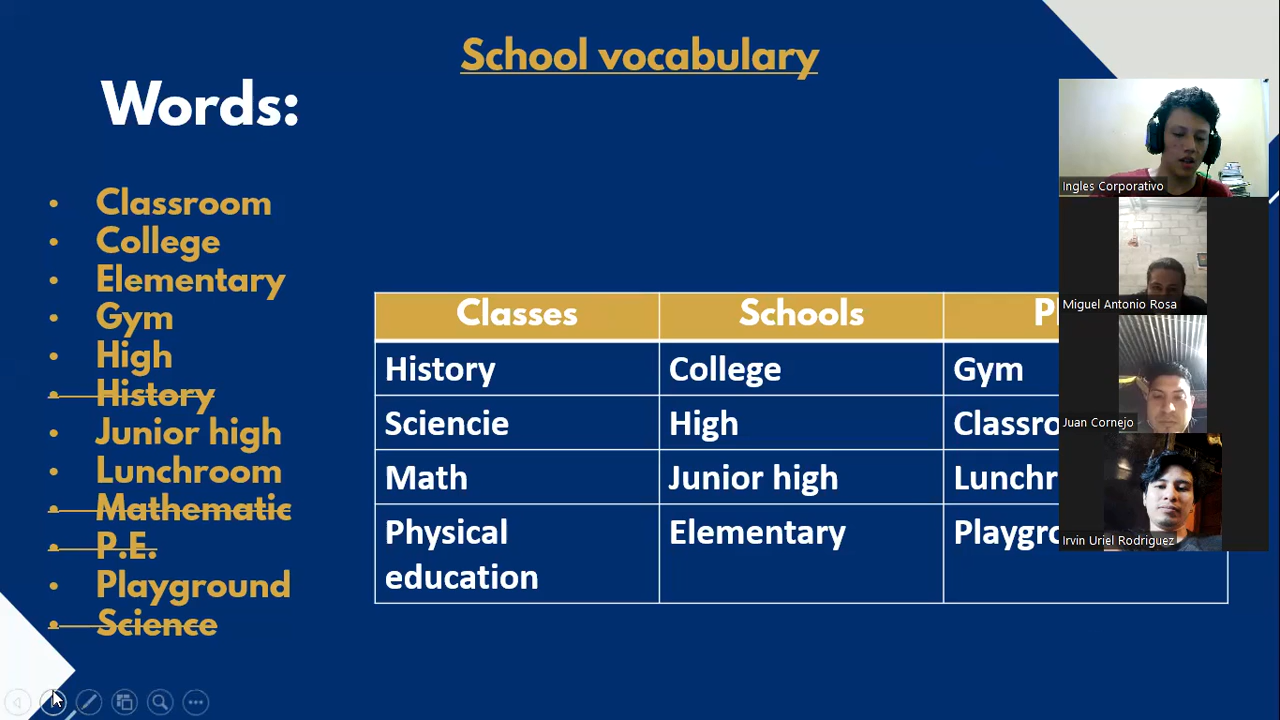 School vocabulary
Words:
Classroom
College
Elementary
Gym
High
History
Junior high
Lunchroom
Mathematic
P.E.
Playground
Science
Classes Schools
History College Gym
Sciencie High
Math Junior high
Physical Elementary
education
Ingles Corporativo
Miguel Antonio Rosa
Juan Cornejo
Irvin Uriel Rodriguez